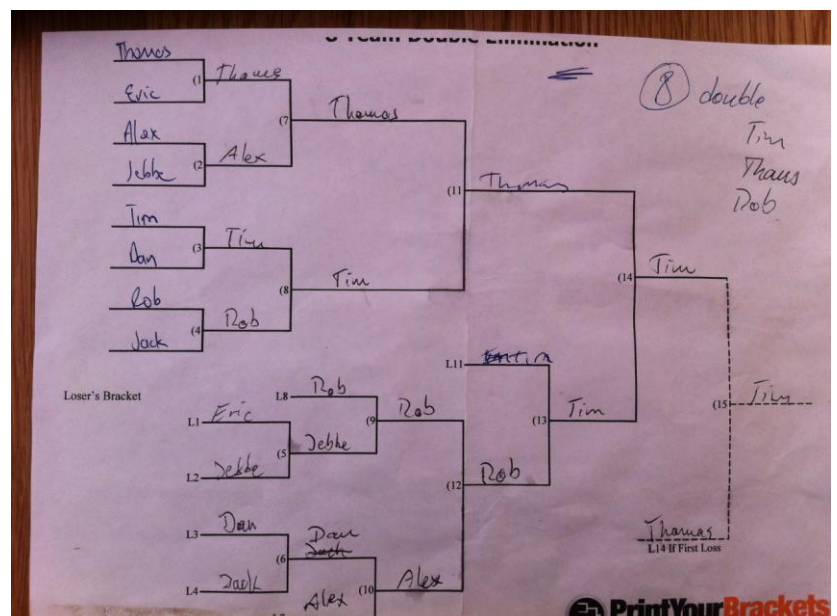 8 Team Double Elimination
Thomas
(1
Thomas
Eric
(7
Thomas
Alex
(2
Alex
Jebbe
(11
Thomas
Tim
(3
Tim
Dan
(8
Tim
Rob
(4
Rob
Jack
(14
Tim
8 double
Tim
Thaus
Rob
Loser's Bracket
L11
Tim
L8
Rob
L1
Eric
(9
Rob
(13
Tim
(15
Tim
(5
Jebbe
L2
Jebbe
(12
Rob
L3
Dan
(6
Dan
Jack
L4
Jack
(10
Alex
Alex
Thomas
L14 If First Loss
PrintYourBrackets